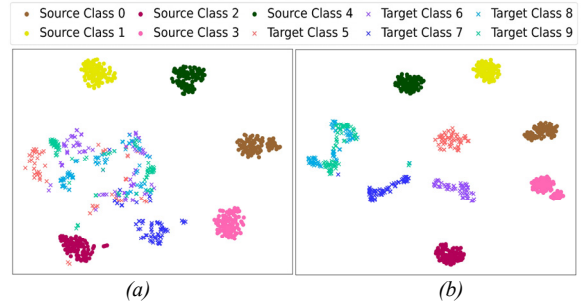 Source Class 0 Source Class 2 Source Class 4 Target Class 6 Target Class 8
Source Class 1 Source Class 3 Target Class 5 Target Class 7 Target Class 9
(a) (b)